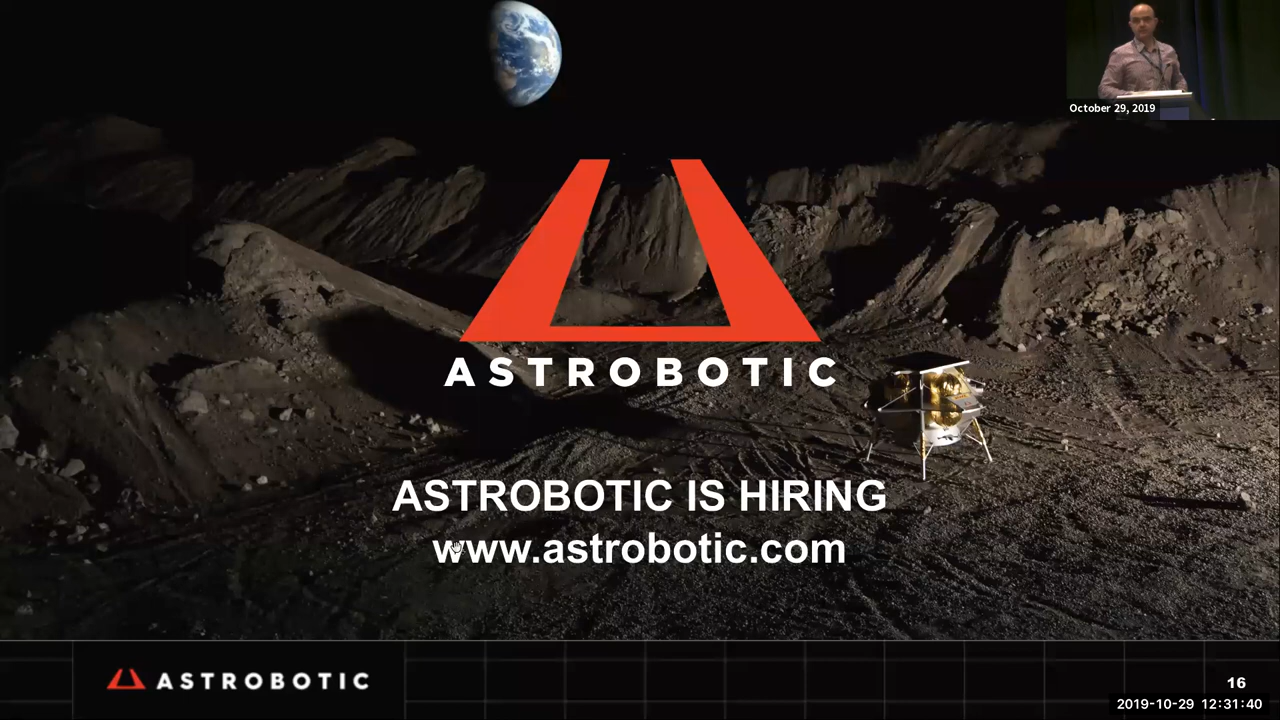 October 29, 2019
ASTROBOTIC
ASTROBOTIC IS HIRING
www.astrobotic.com
ASTROBOTIC
16
2019-10-29 12:31:40